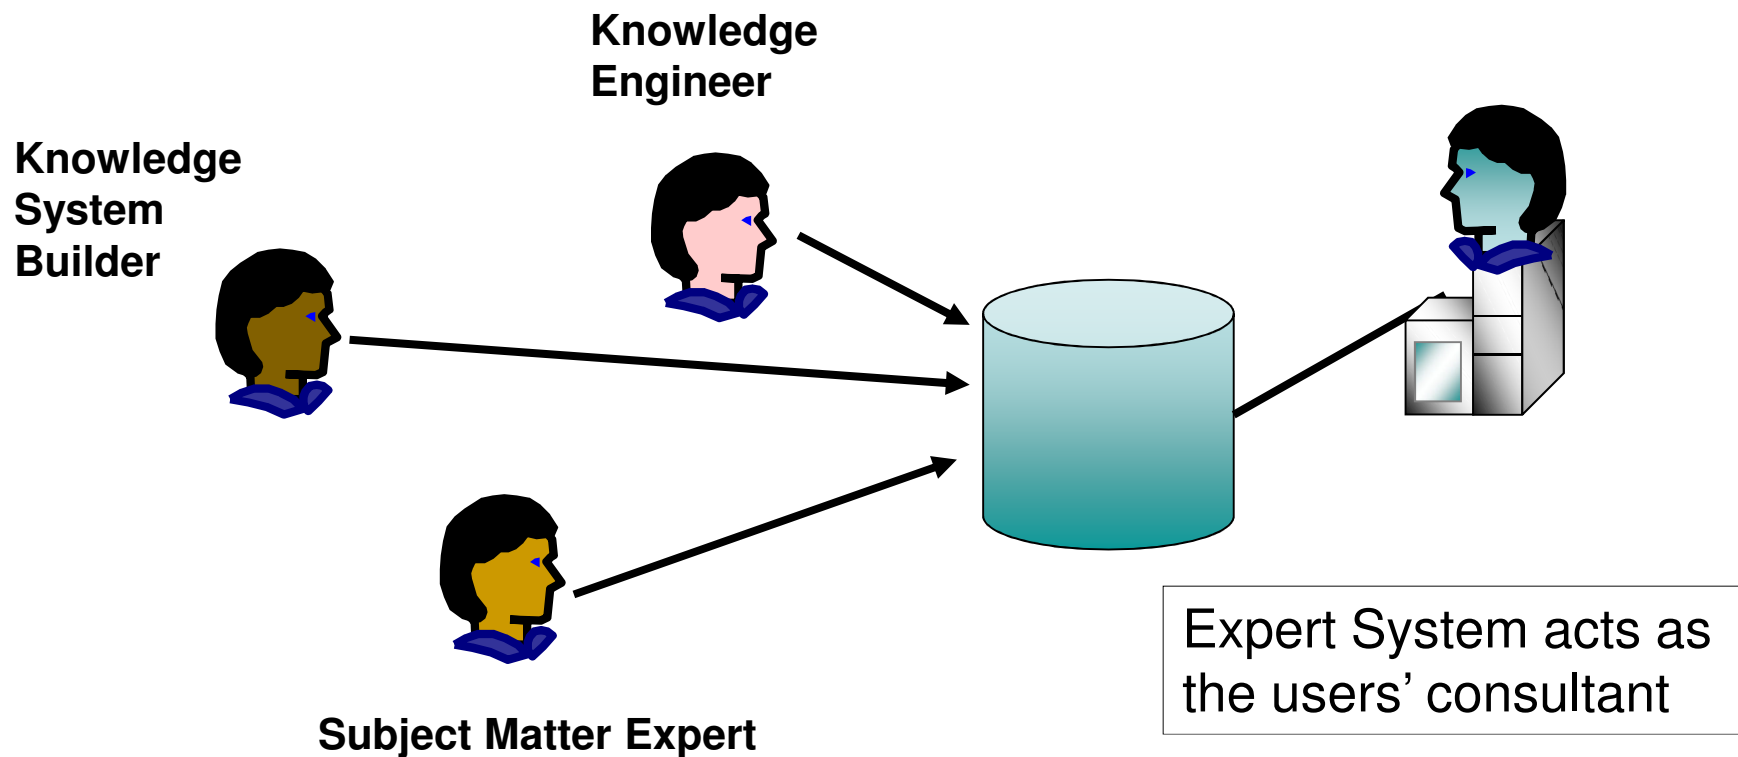 Knowledge
Engineer
Knowledge
System
Builder
Subject Matter Expert
Expert System acts as
the users’ consultant